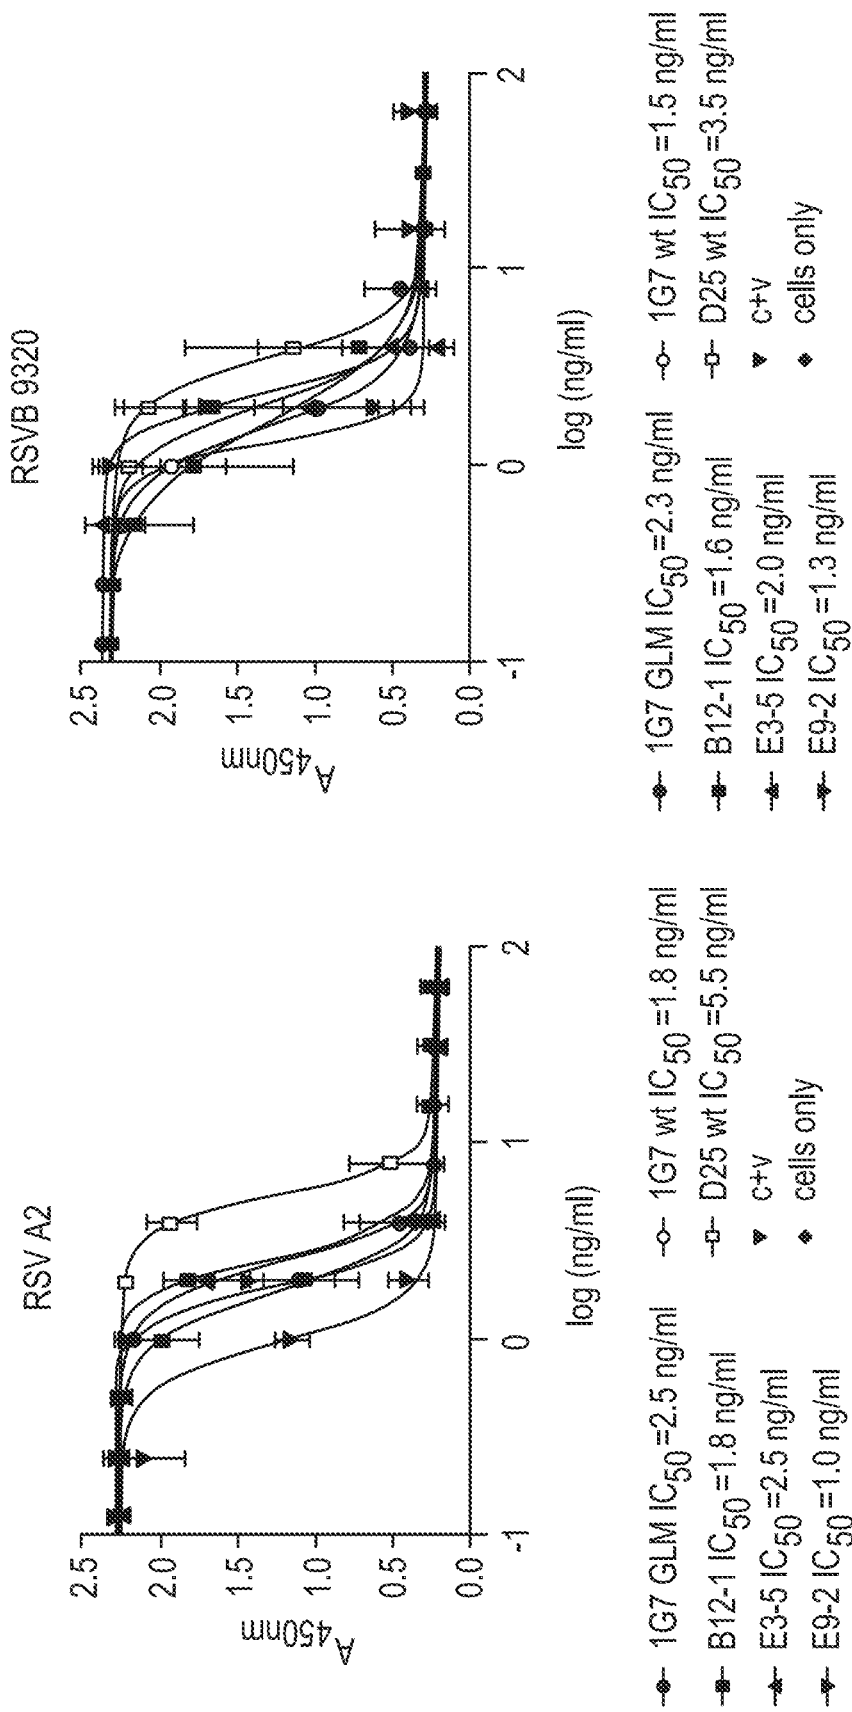 RSV A2
A450nm
2.5
2.0
1.5
1.0
0.5
0.0
-1
0
1
2
log (ng/ml)
1G7 GLM IC50=2.5 ng/ml
1G7 wt IC50=1.8 ng/ml
B12-1 IC50=1.8 ng/ml
D25 wt IC50=5.5 ng/ml
E3-5 IC50=2.5 ng/ml
c+v
E9-2 IC50=1.0 ng/ml
cells only
RSVB 9320
A450nm
2.5
2.0
1.5
1.0
0.5
0.0
-1
0
1
2
log (ng/ml)
1G7 GLM IC50=2.3 ng/ml
1G7 wt IC50=1.5 ng/ml
B12-1 IC50=1.6 ng/ml
D25 wt IC50=3.5 ng/ml
E3-5 IC50=2.0 ng/ml
c+v
E9-2 IC50=1.3 ng/ml
cells only